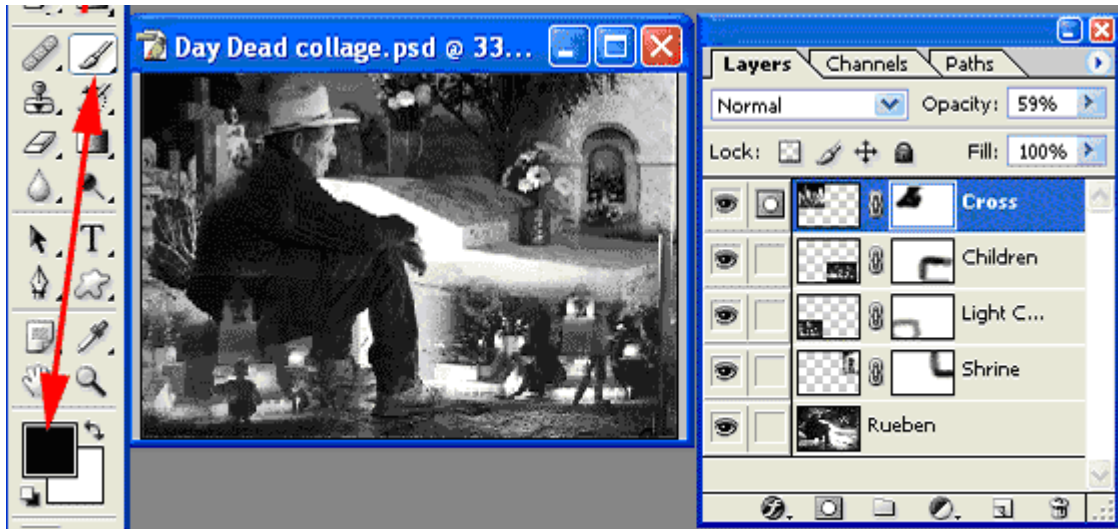 Day Dead collage.psd @ 33...
Layers Channels Paths
Normal Opacity: 59%
Lock: Fill: 100%
Cross
Children
Light C...
Shrine
Rueben
T